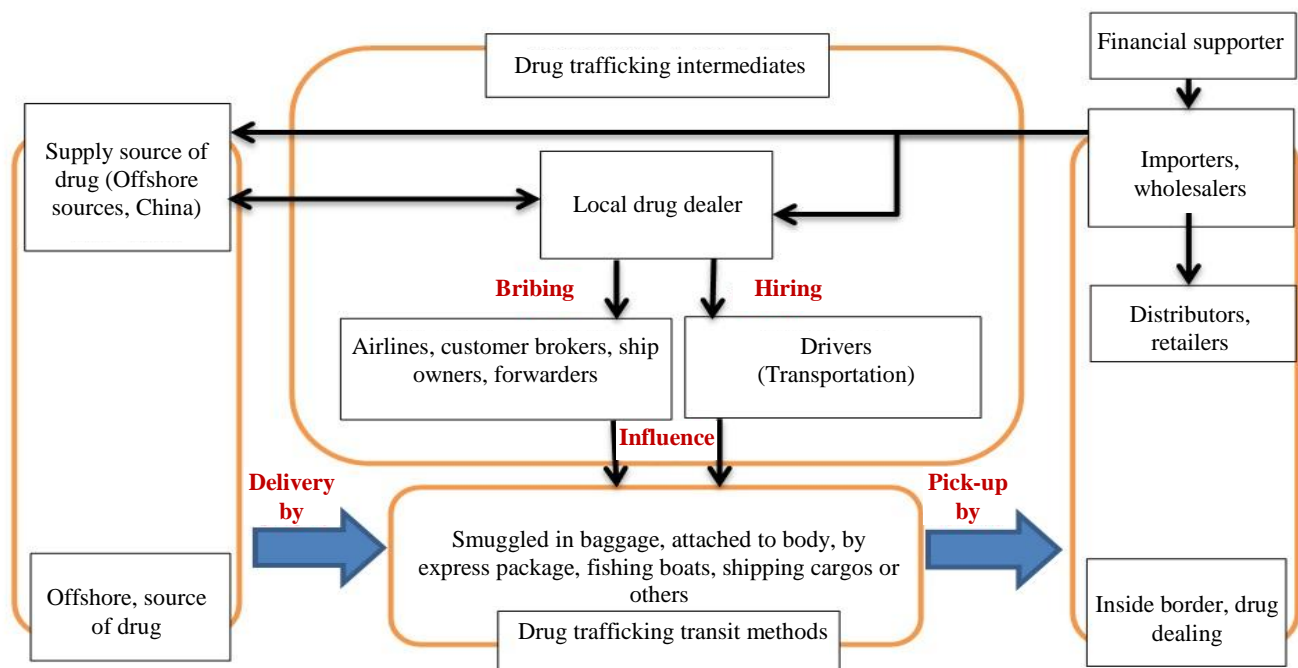 Drug trafficking intermediates
Financial supporter
Supply source of
drug (Offshore
sources, China)
Local drug dealer
Importers,
wholesalers
Bribing
Hiring
Airlines, customer brokers, ship
owners, forwarders
Drivers
(Transportation)
Distributors,
retailers
Influence
Delivery
by
Pick-up
by
Smuggled in baggage, attached to body, by
express package, fishing boats, shipping cargos or
others
Offshore, source
of drug
Drug trafficking transit methods
Inside border, drug
dealing